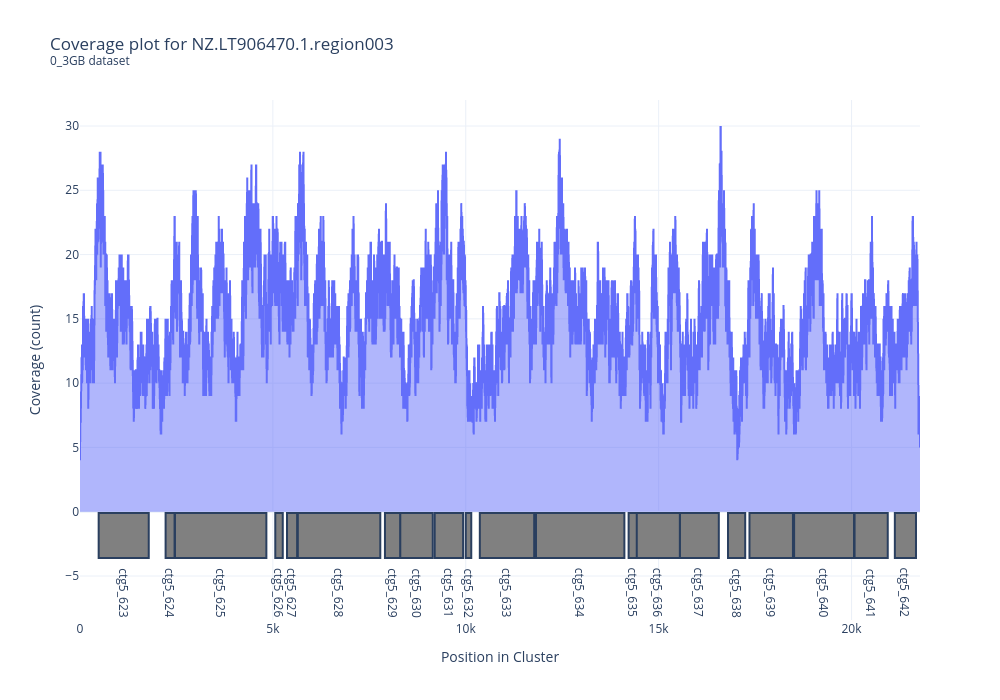 Coverage plot for NZ.LT906470.1.region003
0_3GB dataset
30
25
20
15
10
5
0
−5
Coverage (count)
ctg5_623
ctg5_624
ctg5_625
ctg5_626
ctg5_627
ctg5_628
ctg5_629
ctg5_630
ctg5_631
ctg5_632
ctg5_633
ctg5_634
ctg5_635
ctg5_636
ctg5_637
ctg5_638
ctg5_639
ctg5_640
ctg5_641
ctg5_642
0
5k
10k
15k
20k
Position in Cluster